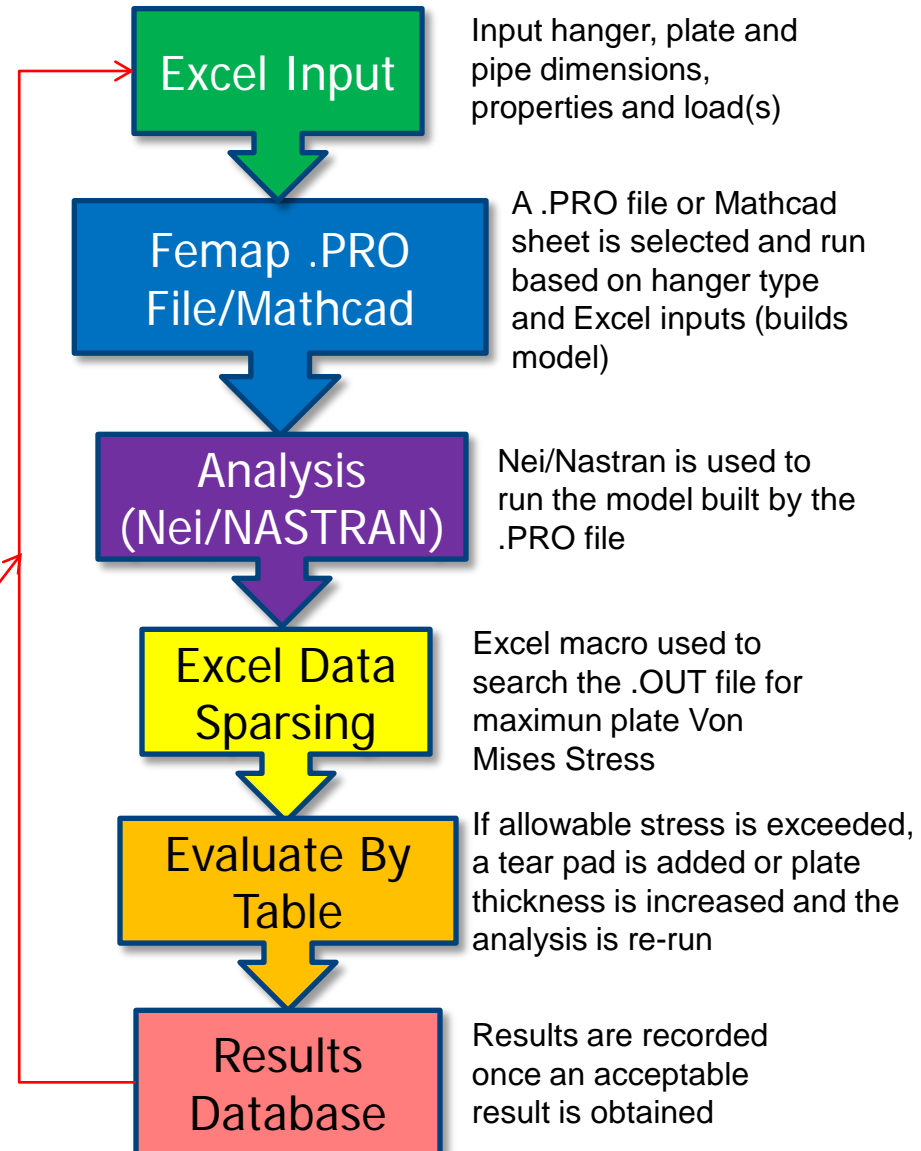 Excel Input
Input hanger, plate and
pipe dimensions,
properties and load(s)
Femap .PRO
File/Mathcad
A .PRO file or Mathcad
sheet is selected and run
based on hanger type
and Excel inputs (builds
model)
Analysis
(Nei/NASTRAN)
Nei/Nastran is used to
run the model built by the
.PRO file
Excel Data
Sparsing
Excel macro used to
search the .OUT file for
maximun plate Von
Mises Stress
Evaluate By
Table
If allowable stress is exceeded,
a tear pad is added or plate
thickness is increased and the
analysis is re-run
Results
Database
Results are recorded
once an acceptable
result is obtained